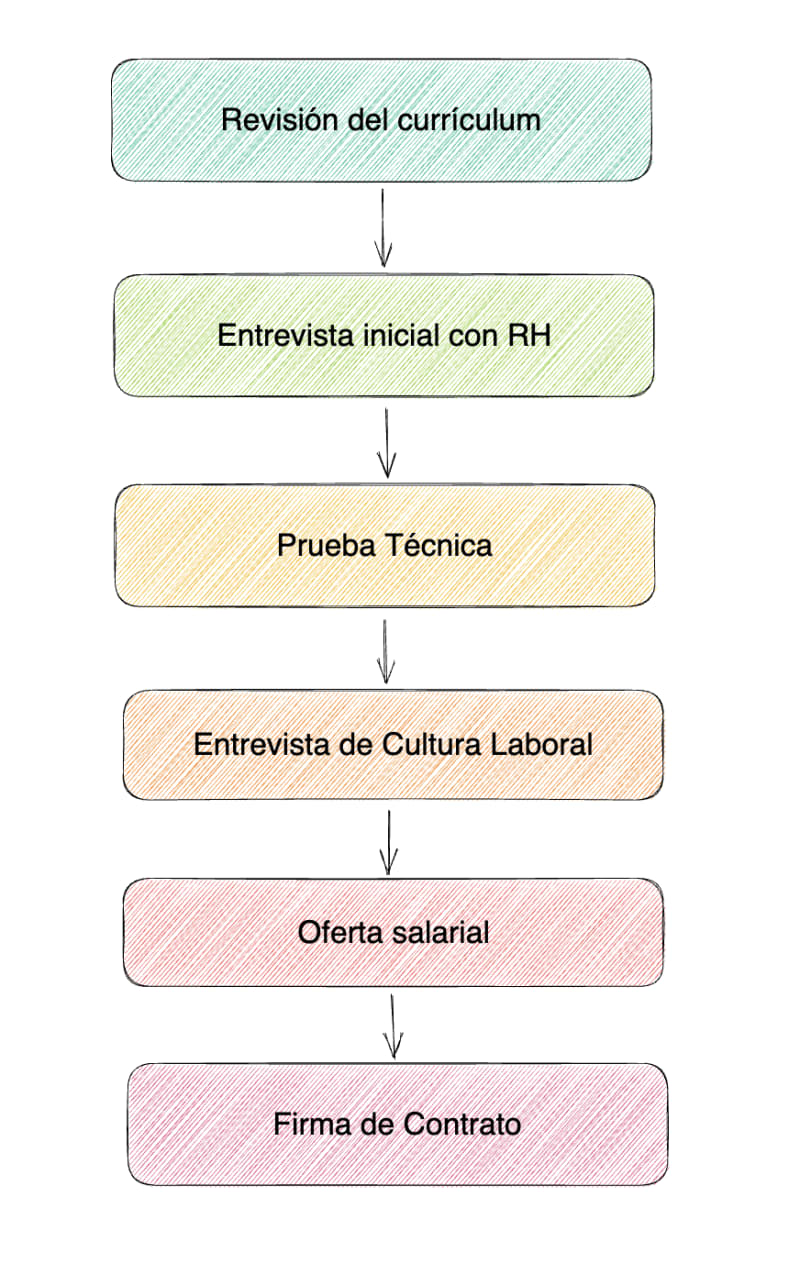 Revisión del currículum
Entrevista inicial con RH
Prueba Técnica
Entrevista de Cultura Laboral
Oferta salarial
Firma de Contrato